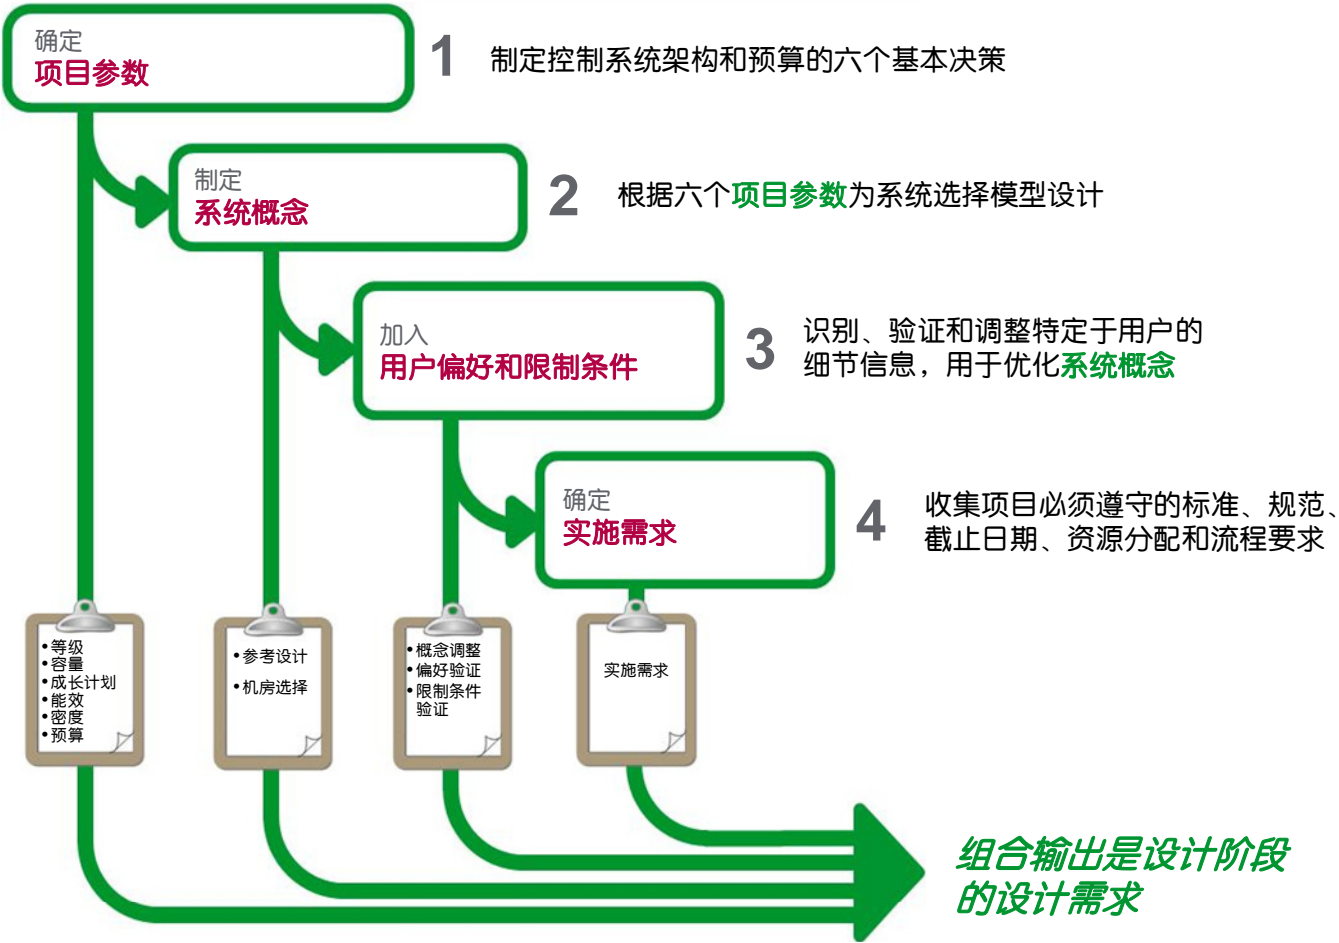 确定
项目参数
1
制定控制系统架构和预算的六个基本决策
制定
系统概念
2
根据六个项目参数为系统选择模型设计
加入
用户偏好和限制条件
3
识别、验证和调整特定于用户的
细节信息，用于优化系统概念
确定
实施需求
4
收集项目必须遵守的标准、规范、
截止日期、资源分配和流程要求
•等级
•容量
•成长计划
•能效
•密度
•预算
•参考设计
•机房选择
•概念调整
•偏好验证
•限制条件
验证
实施需求
组合输出是设计阶段
的设计需求